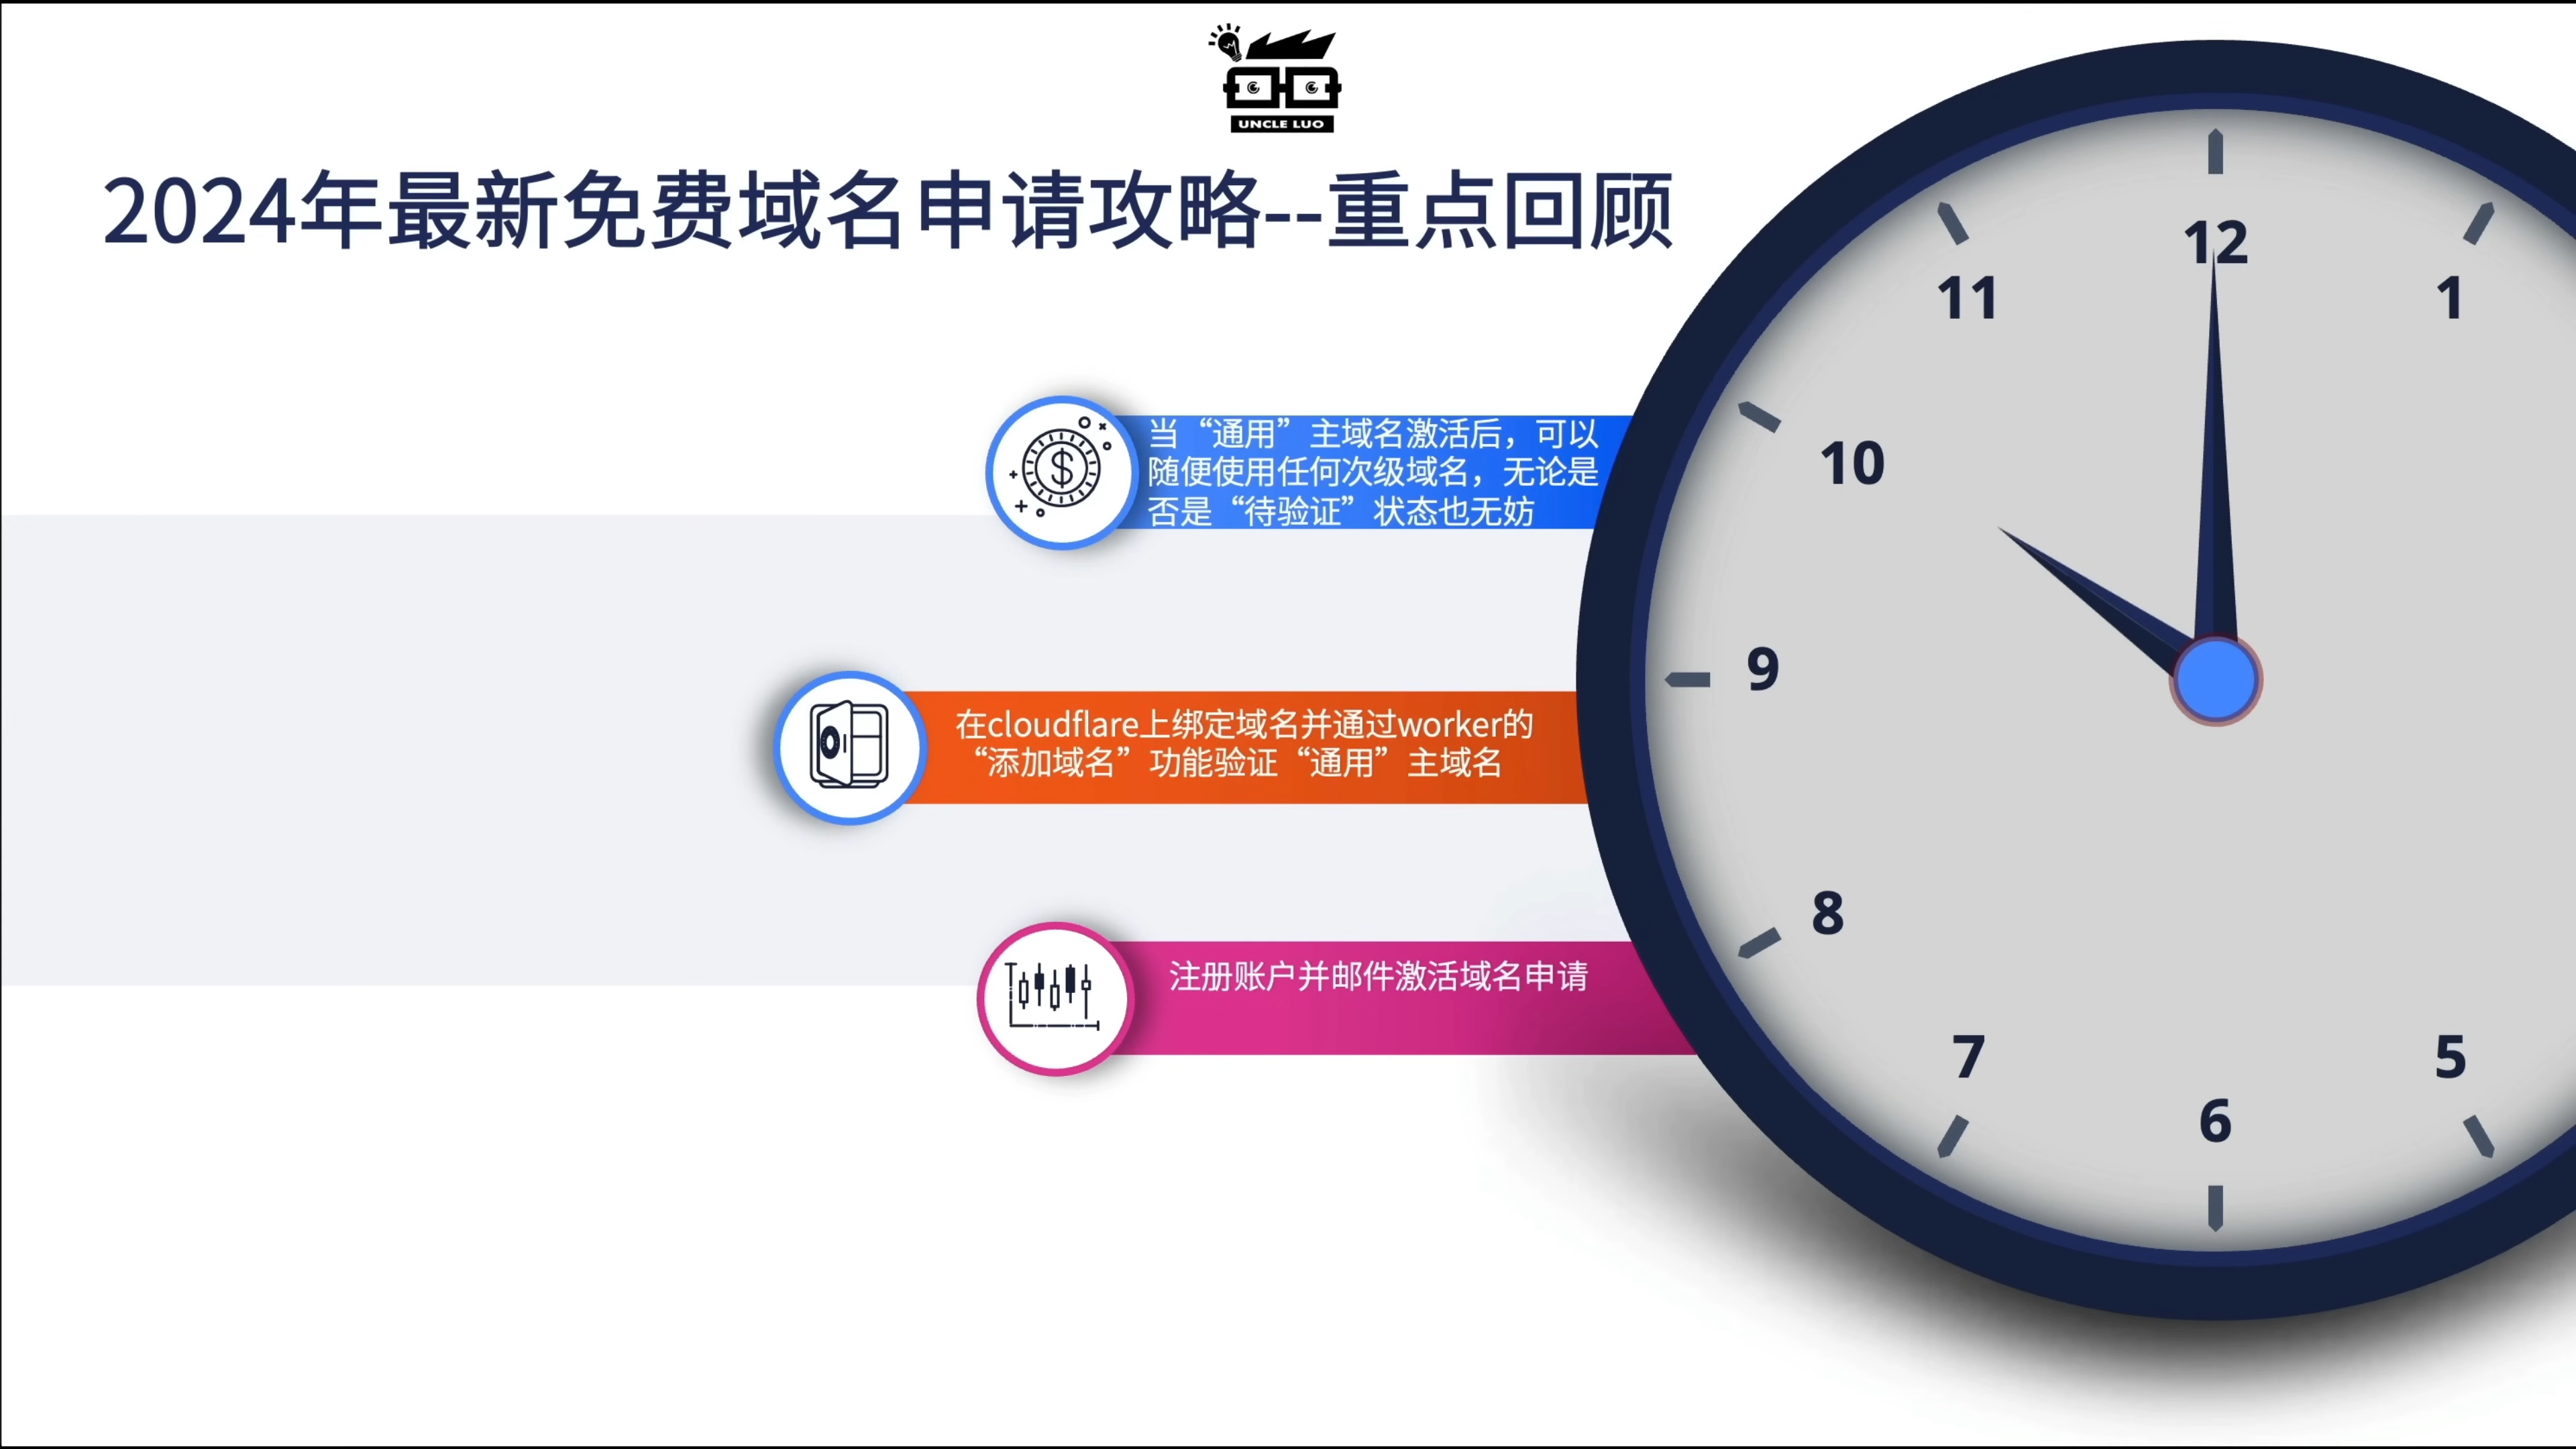 UNCLE LUO
2024年最新免费域名申请攻略--重点回顾
当“通用”主域名激活后，可以
随便使用任何次级域名，无论是
否是“待验证”状态也无妨
在cloudflare上绑定域名并通过worker的
“添加域名”功能验证“通用”主域名
注册账户并邮件激活域名申请
12
11
1
10
9
8
7
5
6